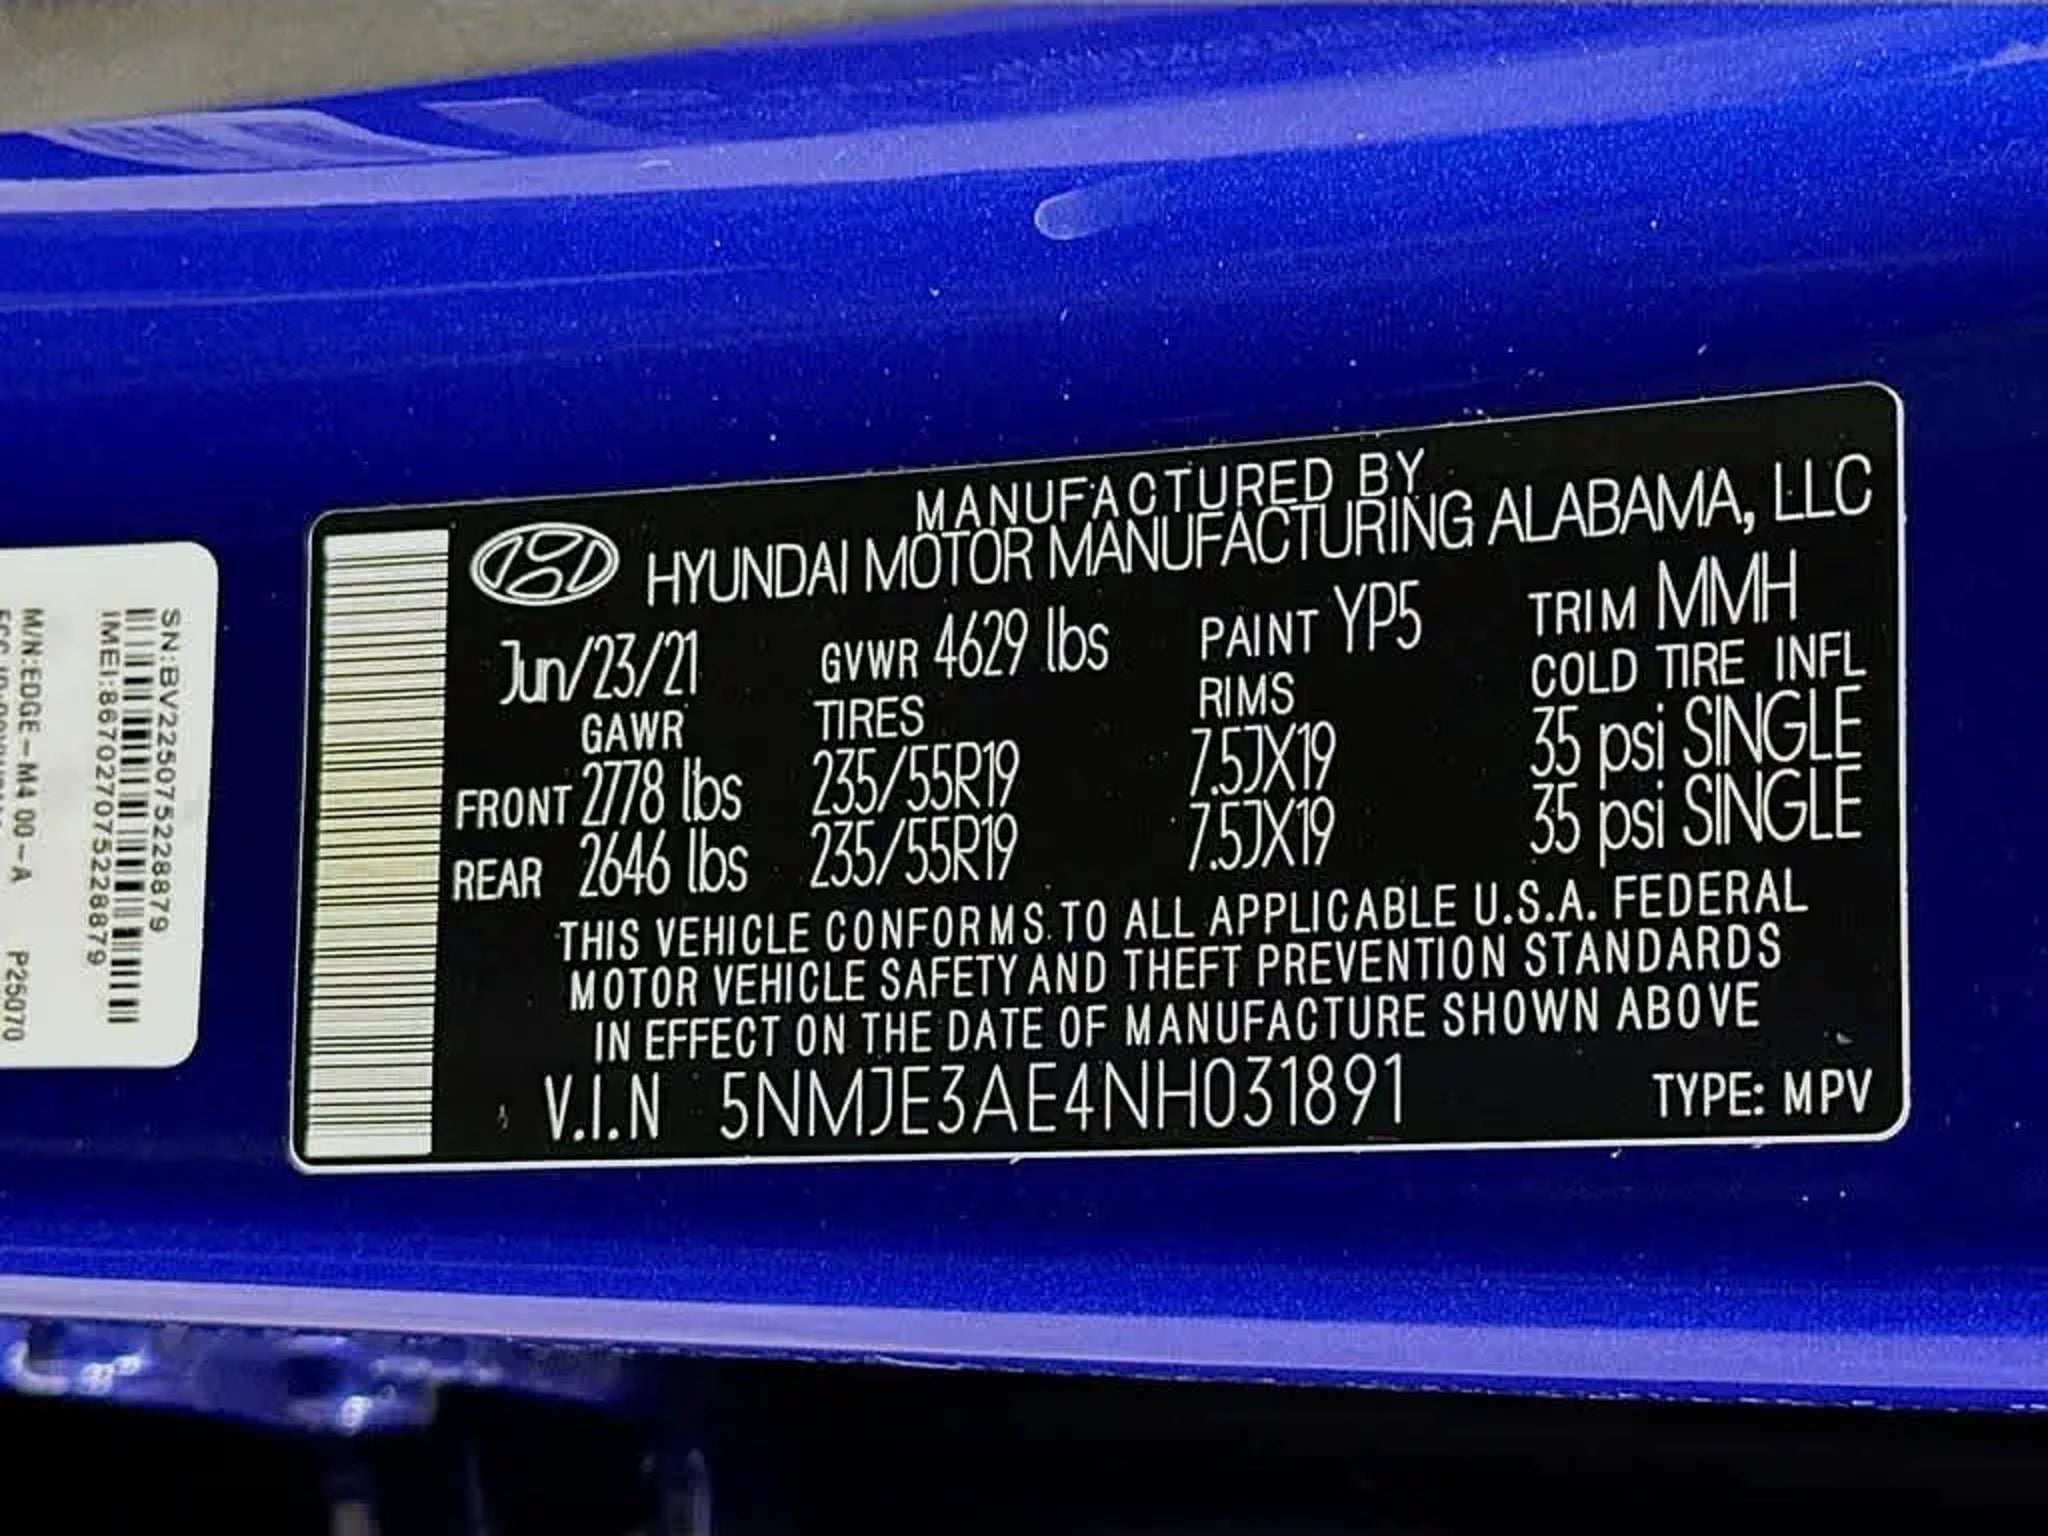 MANUFACTURED BY
HYUNDAI MOTOR MANUFACTURING ALABAMA, LLC
Jun/23/21 GVWR 4629 lbs PAINT YP5 TRIM MMH
GAWR TIRES RIMS COLD TIRE INFL
FRONT 2778 lbs 235/55R19 7.5JX19 35 psi SINGLE
REAR 2646 lbs 235/55R19 7.5JX19 35 psi SINGLE
THIS VEHICLE CONFORMS TO ALL APPLICABLE U.S.A. FEDERAL
MOTOR VEHICLE SAFETY AND THEFT PREVENTION STANDARDS
IN EFFECT ON THE DATE OF MANUFACTURE SHOWN ABOVE
V.I.N 5NMJE3AE4NH031891 TYPE: MPV
SN:BV225075228879
IMEI:867027075228879
M/N:EDGE-M4 00-A P25070